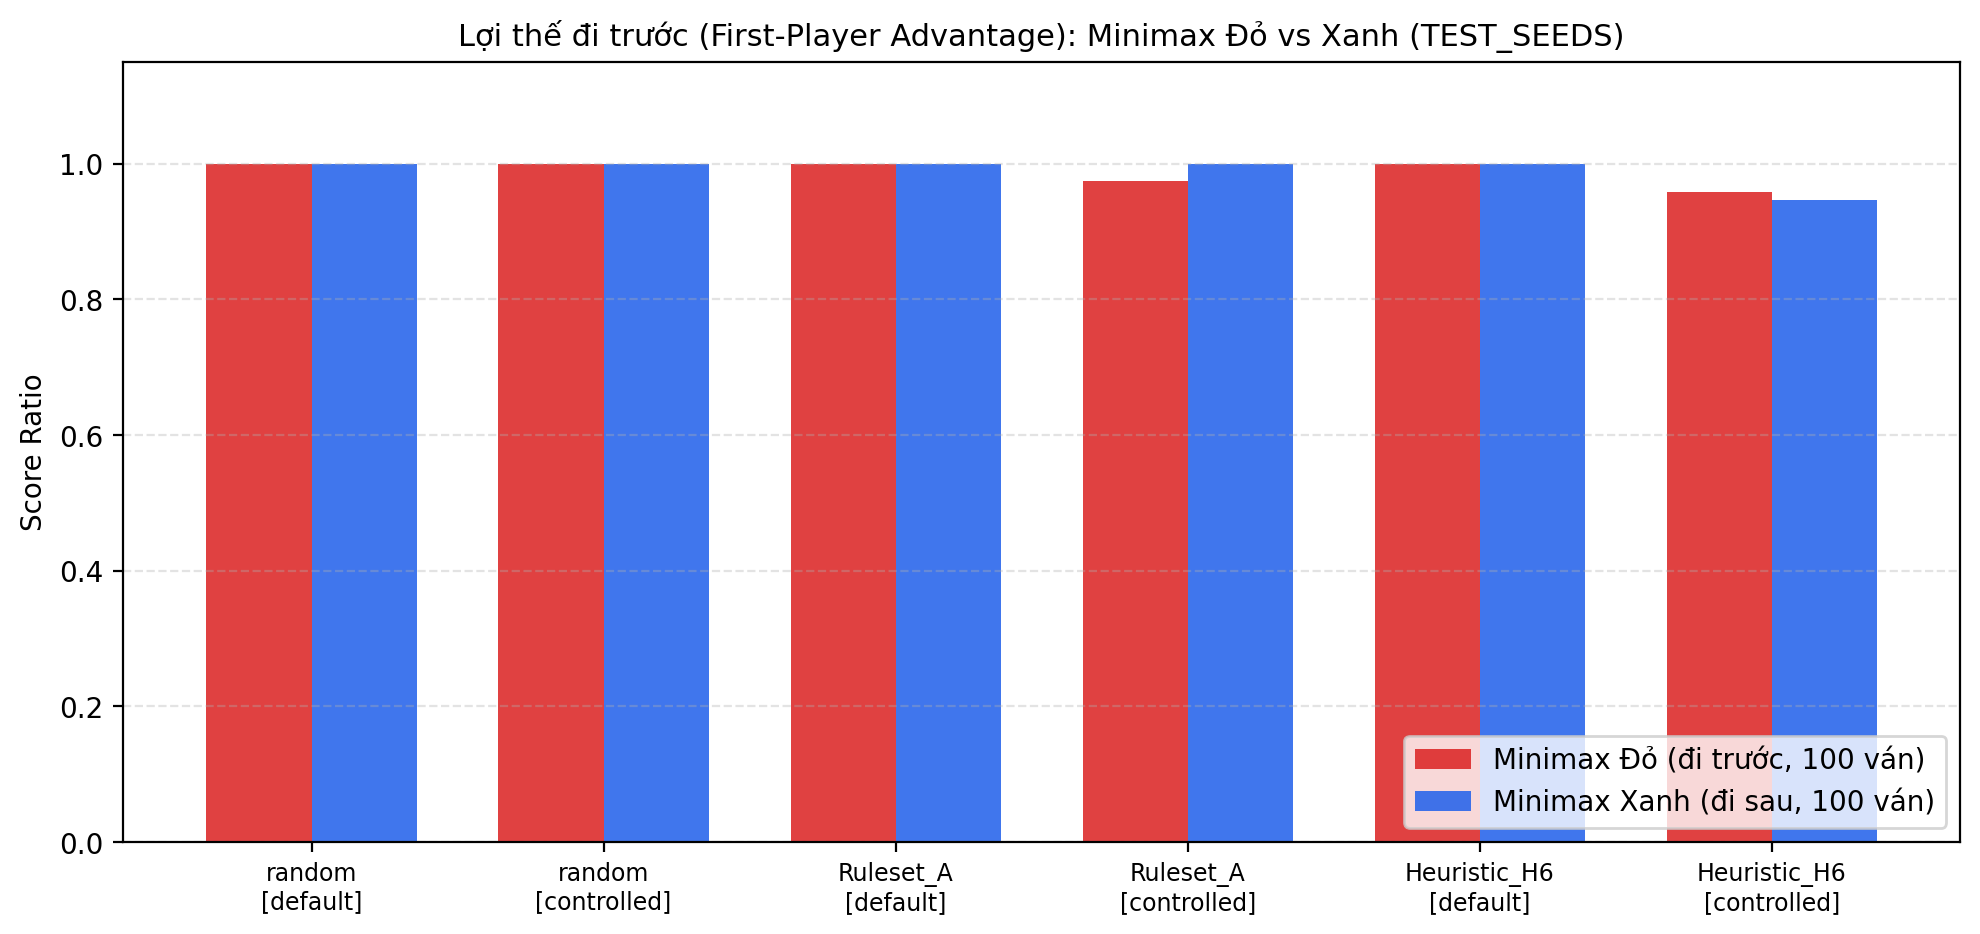 Lợi thế đi trước (First-Player Advantage): Minimax Đỏ vs Xanh (TEST_SEEDS)
Score Ratio
1.0
0.8
0.6
0.4
0.2
0.0
Minimax Đỏ (đi trước, 100 ván)
Minimax Xanh (đi sau, 100 ván)
random
[default]
random
[controlled]
Ruleset_A
[default]
Ruleset_A
[controlled]
Heuristic_H6
[default]
Heuristic_H6
[controlled]